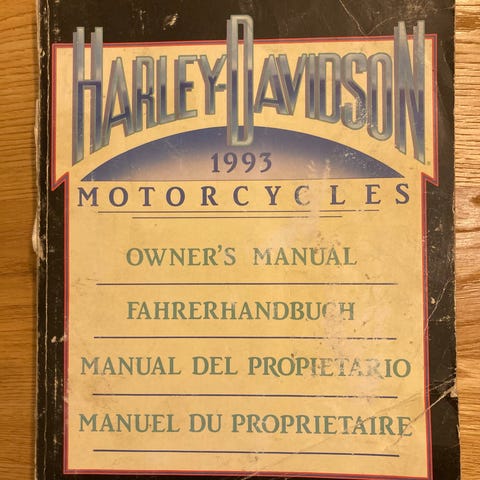 HARLEY-DAVIDSON
1993
MOTORCYCLES
OWNER'S MANUAL
FAHRERHANDBUCH
MANUAL DEL PROPIETARIO
MANUEL DU PROPRIETAIRE